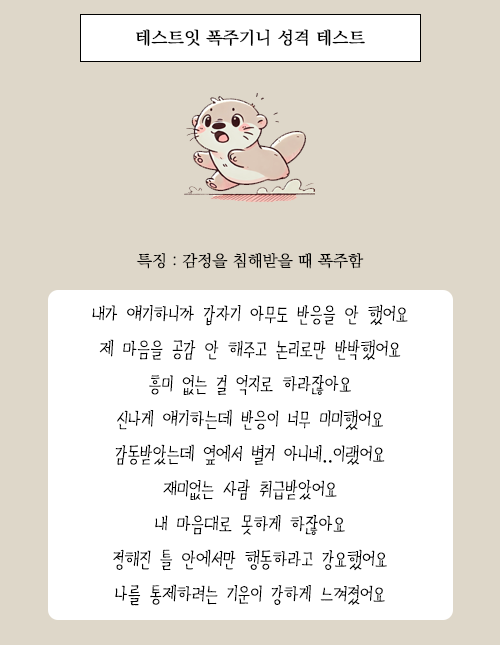 테스트잇 폭주기니 성격 테스트
특징 : 감정을 침해받을 때 폭주함
내가 얘기하니까 갑자기 아무도 반응을 안 했어요
제 마음을 공감 안 해주고 논리로만 반박했어요
흥미 없는 걸 억지로 하라잖아요
신나게 얘기하는데 반응이 너무 미미했어요
감동받았는데 옆에서 별거 아니네..이랬어요
재미없는 사람 취급받았어요
내 마음대로 못하게 하잖아요
정해진 틀 안에서만 행동하라고 강요했어요
나를 통제하려는 기운이 강하게 느껴졌어요